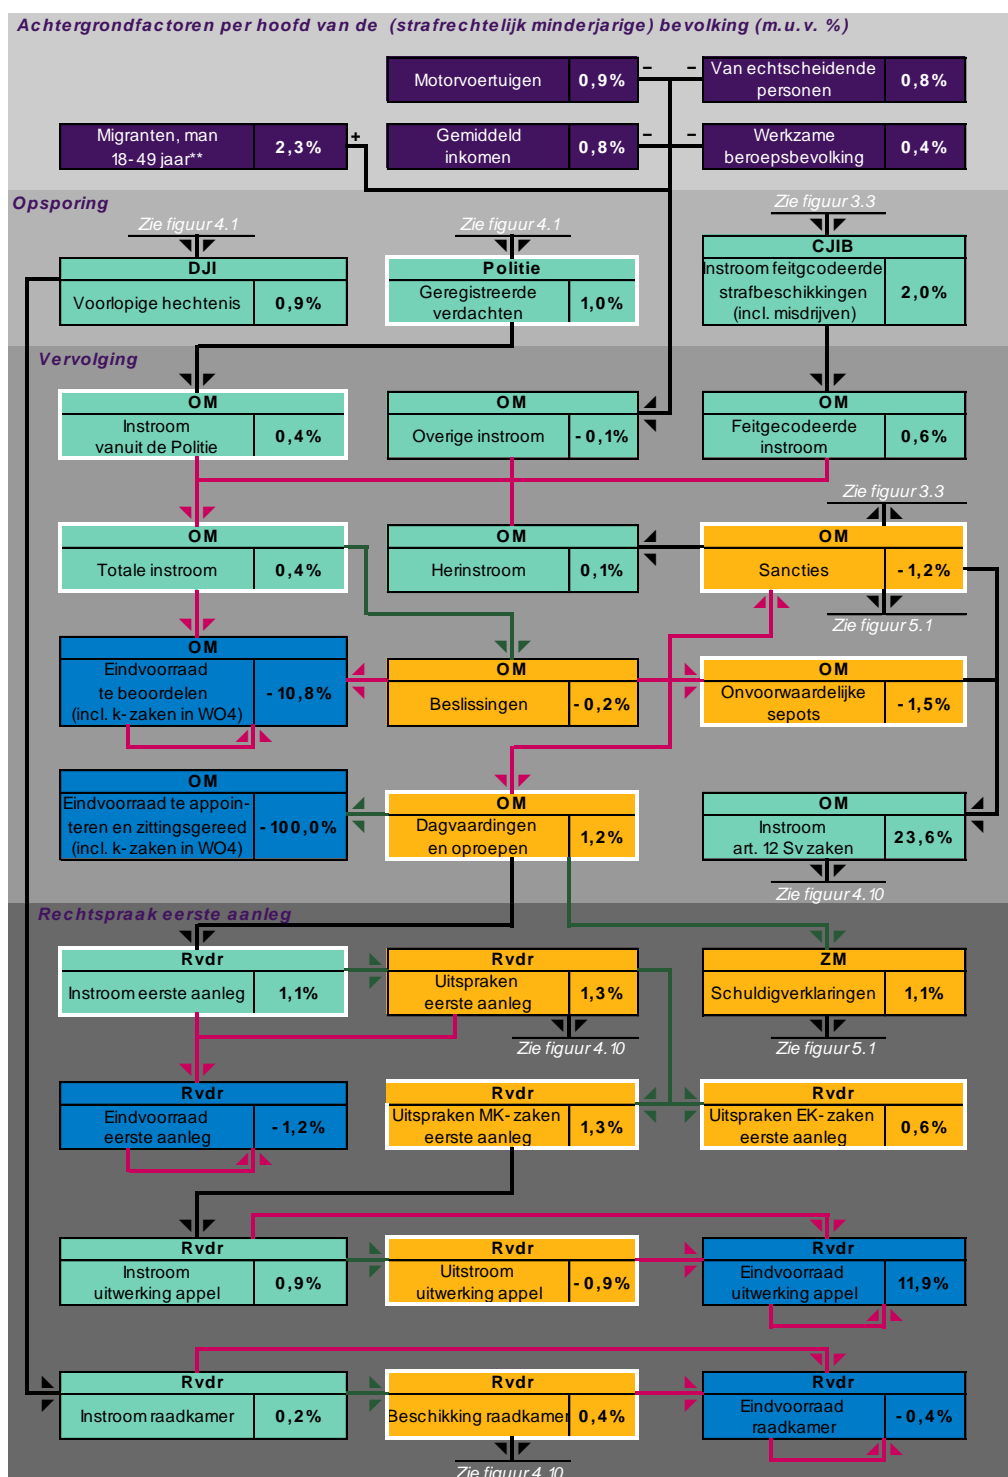 Achtergrondfactoren per hoofd van de (strafrechtelijk minderjarige) bevolking (m.u.v. %)
Motorvoertuigen 0,9% – – Van echtscheidende
personen 0,8%
Migranten, man
18-49 jaar** 2,3% +
Gemiddeld
inkomen 0,8% – – Werkzame
beroepsbevolking 0,4%
Opsporing
Zie figuur 4.1
Zie figuur 4.1
Zie figuur 3.3
DJI
Voorlopige hechtenis 0,9%
Politie
Geregistreerde
verdachten 1,0%
CJIB
Instroom feitgcodeerde
strafbeschikkingen
(incl. misdrijven) 2,0%
Vervolging
OM
Instroom
vanuit de Politie 0,4%
OM
Overige instroom -0,1%
OM
Feitgecodeerde
instroom 0,6%
Zie figuur 3.3
OM
Totale instroom 0,4%
OM
Herinstroom 0,1%
OM
Sancties -1,2%
Zie figuur 5.1
OM
Eindvoorraad
te beoordelen
(incl. k-zaken in WO4) -10,8%
OM
Beslissingen -0,2%
OM
Onvoorwaardelijke
sepots -1,5%
OM
Eindvoorraad te appoin-
teren en zittingsgereed
(incl. k-zaken in WO4) -100,0%
OM
Dagvaardingen
en oproepen 1,2%
OM
Instroom
art. 12 Sv zaken 23,6%
Zie figuur 4.10
Rechtspraak eerste aanleg
Rvdr
Instroom eerste aanleg 1,1%
Rvdr
Uitspraken
eerste aanleg 1,3%
ZM
Schuldigverklaringen 1,1%
Zie figuur 4.10
Zie figuur 5.1
Rvdr
Eindvoorraad
eerste aanleg -1,2%
Rvdr
Uitspraken MK-zaken
eerste aanleg 1,3%
Rvdr
Uitspraken EK-zaken
eerste aanleg 0,6%
Rvdr
Instroom
uitwerking appel 0,9%
Rvdr
Uitstroom
uitwerking appel -0,9%
Rvdr
Eindvoorraad
uitwerking appel 11,9%
Rvdr
Instroom raadkamer 0,2%
Rvdr
Beschikking raadkamer 0,4%
Rvdr
Eindvoorraad
raadkamer -0,4%
Zie figuur 4.10